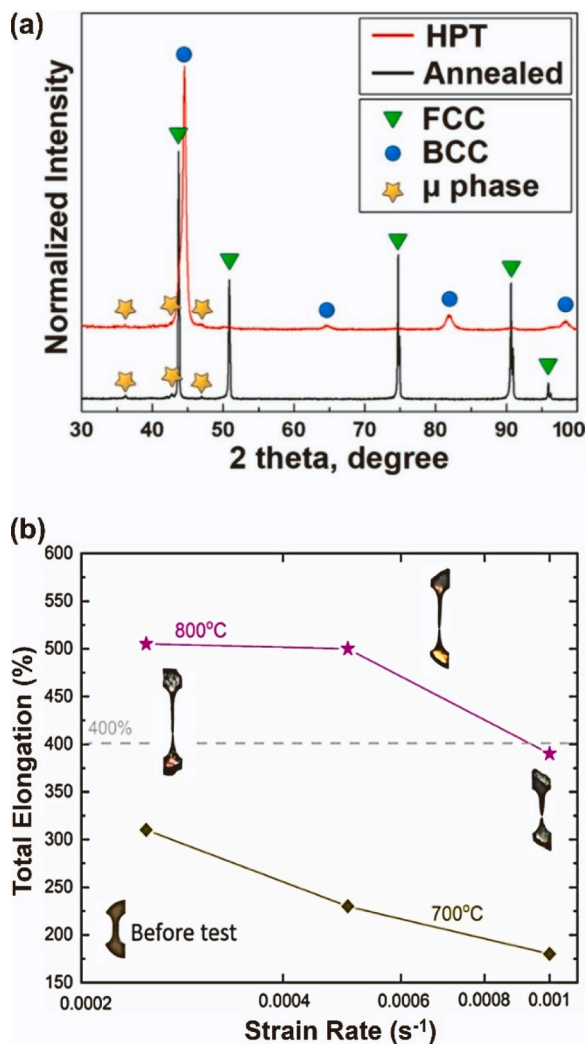 (a)
HPT
Annealed
FCC
BCC
μ phase
Normalized Intensity
30 40 50 60 70 80 90 100
2 theta, degree
(b)
600
550
500
450
400
350
300
250
200
150
800°C
400%
700°C
Before test
Total Elongation (%)
0.0002 0.0004 0.0006 0.0008 0.001
Strain Rate (s⁻¹)